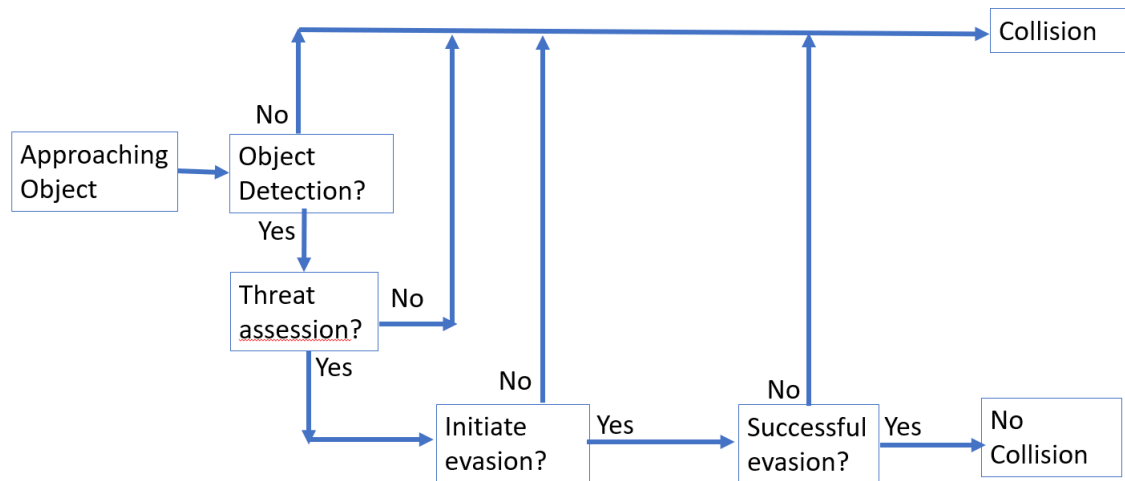 Collision
No
Approaching
Object
Object
Detection?
Yes
Threat
assession?
No
Yes
No
Initiate
evasion?
Yes
No
Successful
evasion?
Yes
No
Collision